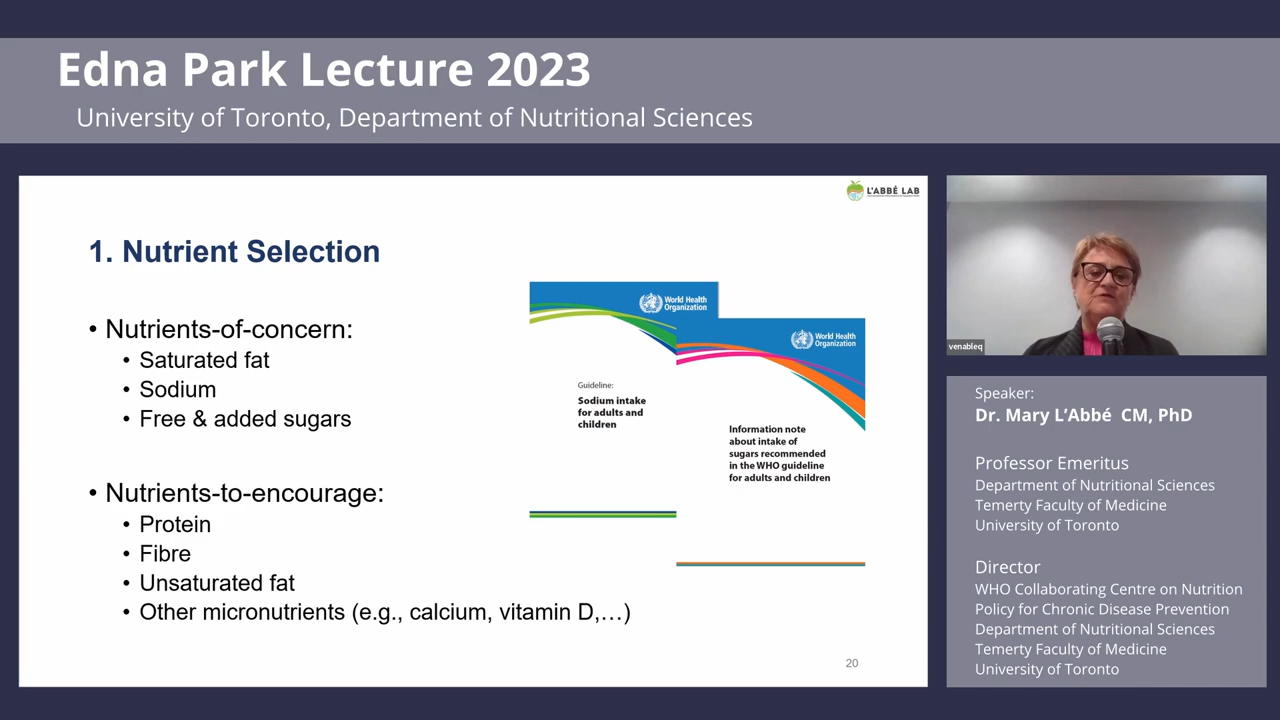 Edna Park Lecture 2023
University of Toronto, Department of Nutritional Sciences
L'ABBÉ LAB
1. Nutrient Selection
• Nutrients-of-concern:
• Saturated fat
• Sodium
• Free & added sugars
• Nutrients-to-encourage:
• Protein
• Fibre
• Unsaturated fat
• Other micronutrients (e.g., calcium, vitamin D,…)
World Health
Organization
Guideline:
Sodium intake
for adults and
children
World Health
Organization
Information note
about intake of
sugars recommended
in the WHO guideline
for adults and children
20
venableq
Speaker:
Dr. Mary L’Abbé  CM, PhD
Professor Emeritus
Department of Nutritional Sciences
Temerty Faculty of Medicine
University of Toronto
Director
WHO Collaborating Centre on Nutrition
Policy for Chronic Disease Prevention
Department of Nutritional Sciences
Temerty Faculty of Medicine
University of Toronto